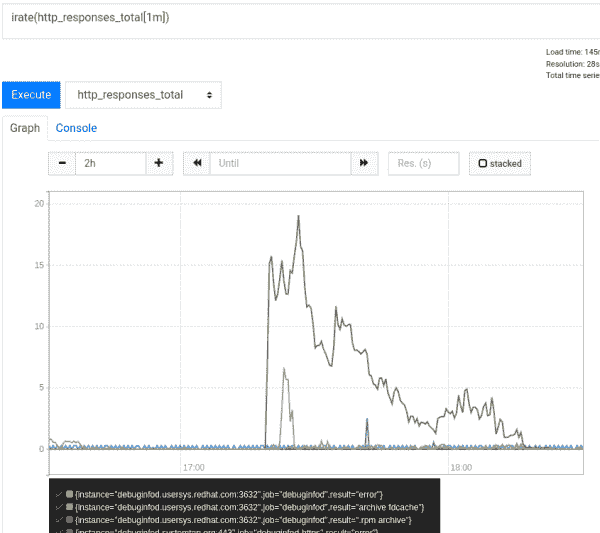 irate(http_responses_total[1m])
Load time: 145
Resolution: 28s
Total time serie
Execute
http_responses_total
Graph
Console
2h
Until
Res. (s)
stacked
20
15
10
5
0
17:00
18:00
{instance="debuginfod.usersys.redhat.com:3632",job="debuginfod",result="error"}
{instance="debuginfod.usersys.redhat.com:3632",job="debuginfod",result="archive fdcache"}
{instance="debuginfod.usersys.redhat.com:3632",job="debuginfod",result=".rpm archive"}